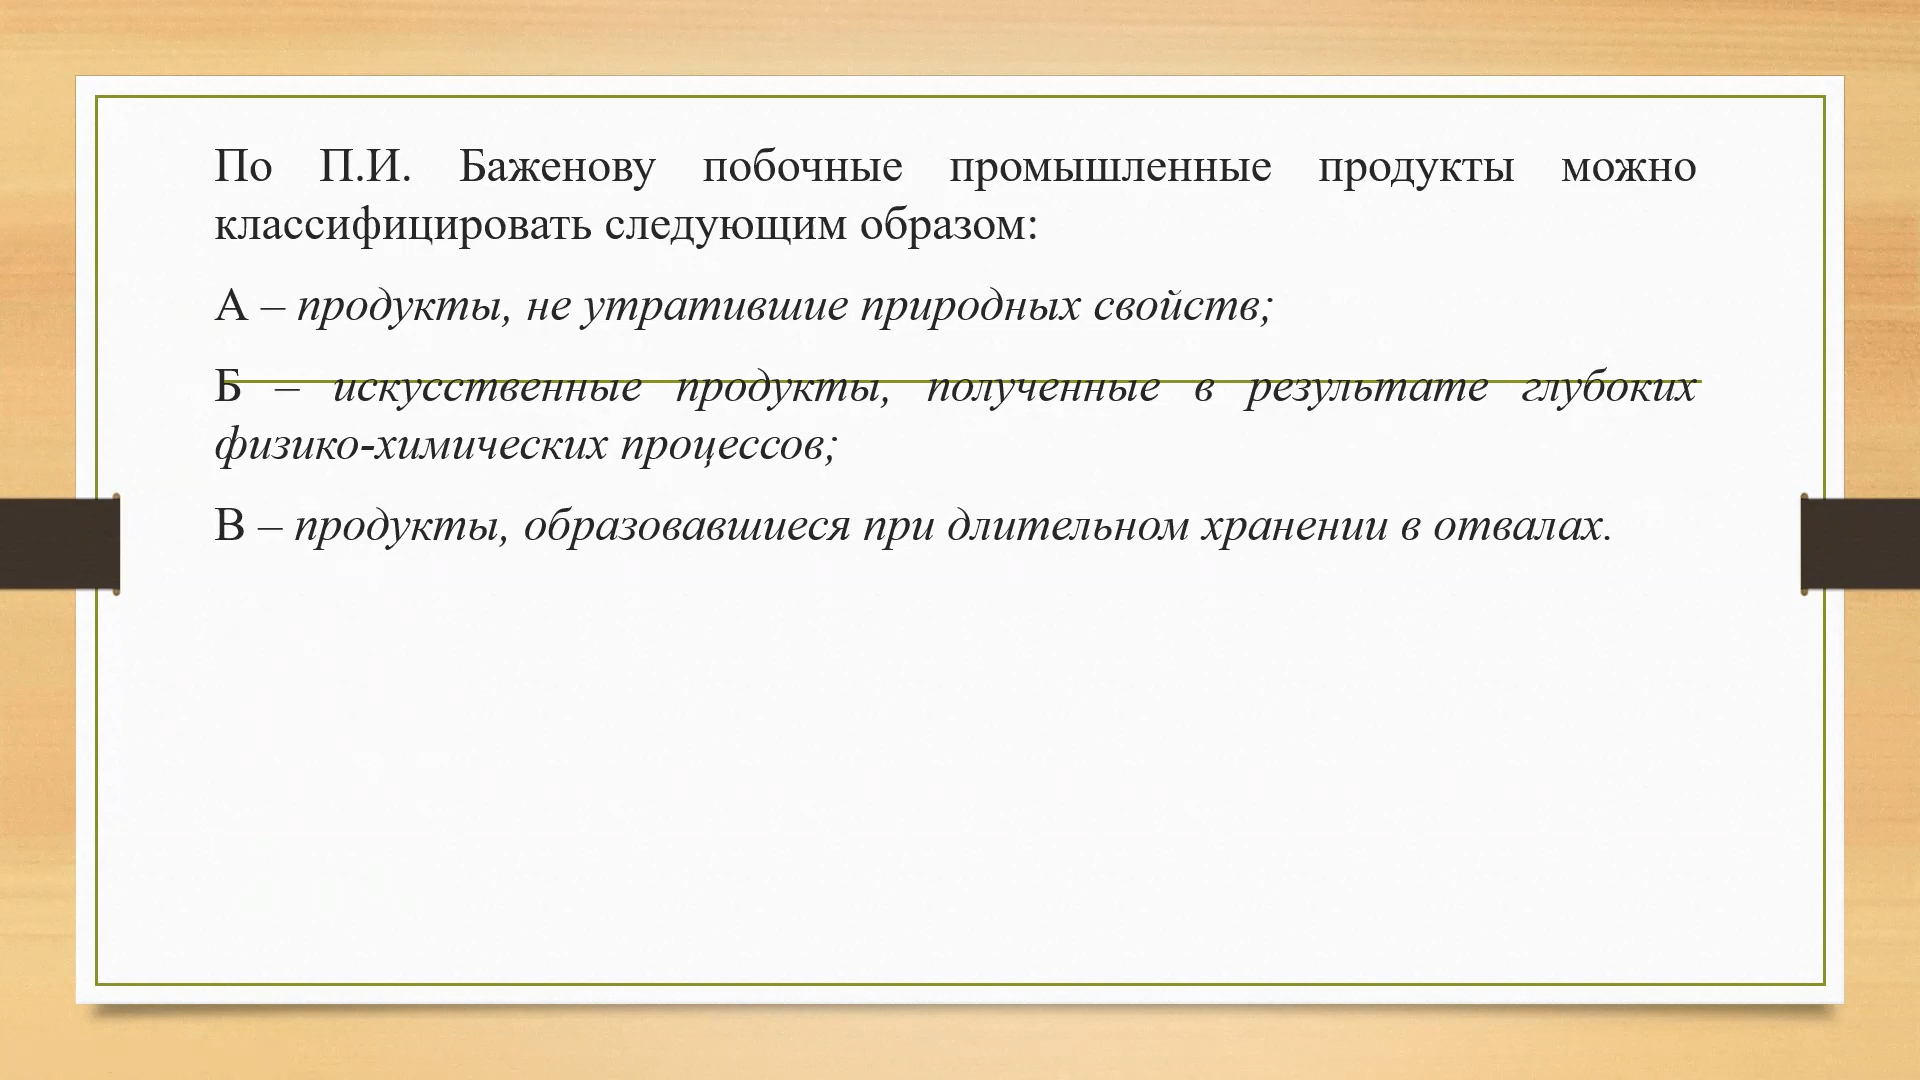 По П.И. Баженову побочные промышленные продукты можно
классифицировать следующим образом:
А – продукты, не утратившие природных свойств;
Б – искусственные продукты, полученные в результате глубоких
физико-химических процессов;
В – продукты, образовавшиеся при длительном хранении в отвалах.